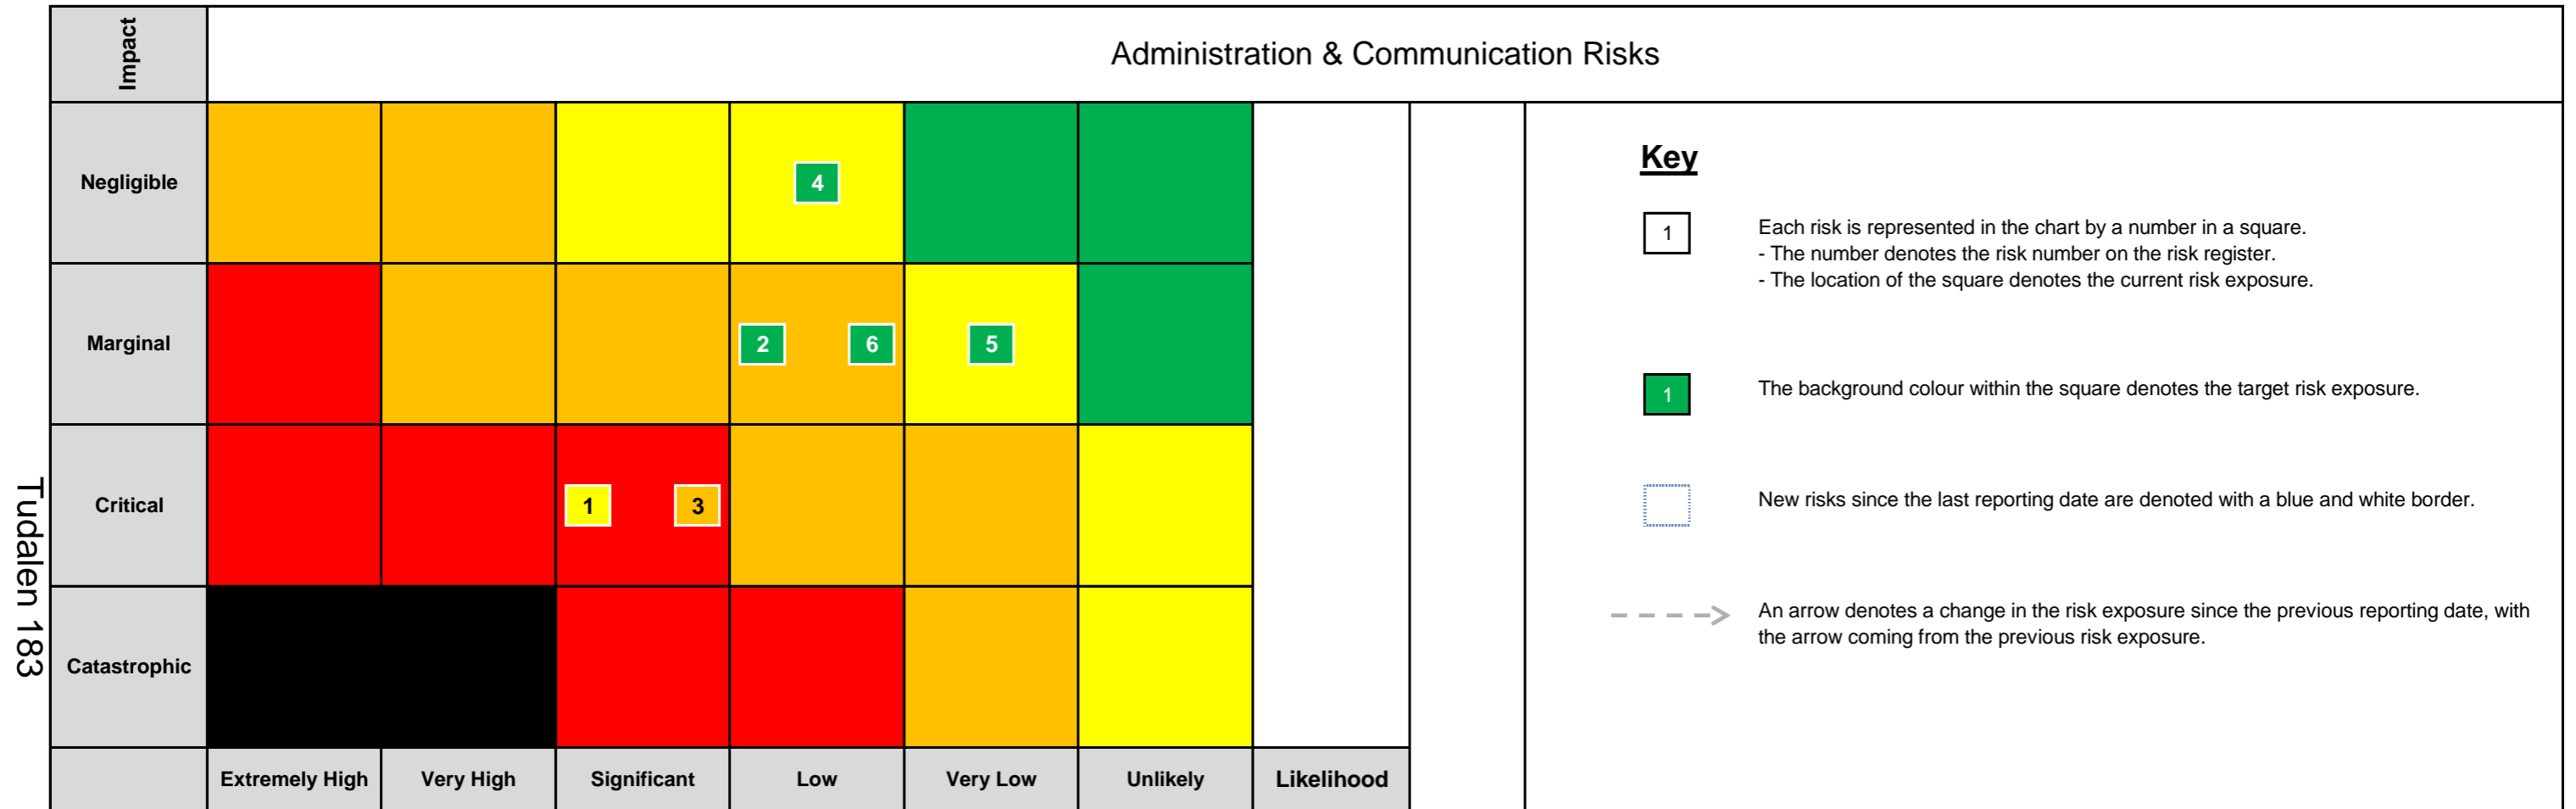 Impact
Administration & Communication Risks
Negligible
4
Marginal
2
6
5
Critical
1
3
Catastrophic
Extremely High
Very High
Significant
Low
Very Low
Unlikely
Likelihood
Key
1
Each risk is represented in the chart by a number in a square.
- The number denotes the risk number on the risk register.
- The location of the square denotes the current risk exposure.
1
The background colour within the square denotes the target risk exposure.
New risks since the last reporting date are denoted with a blue and white border.
An arrow denotes a change in the risk exposure since the previous reporting date, with
the arrow coming from the previous risk exposure.
Tudalen 183